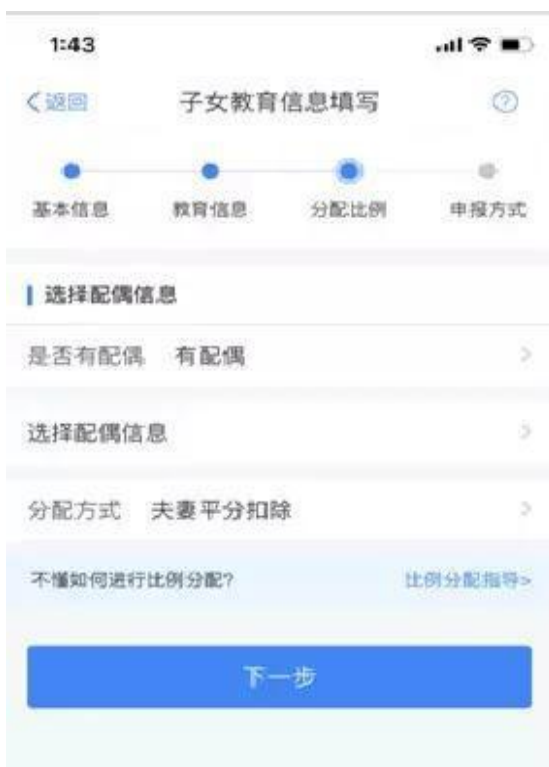 1:43
返回 子女教育信息填写
基本信息 教育信息 分配比例 申报方式
选择配偶信息
是否有配偶 有配偶
选择配偶信息
分配方式 夫妻平分扣除
不懂如何进行比例分配? 比例分配指导>
下一步